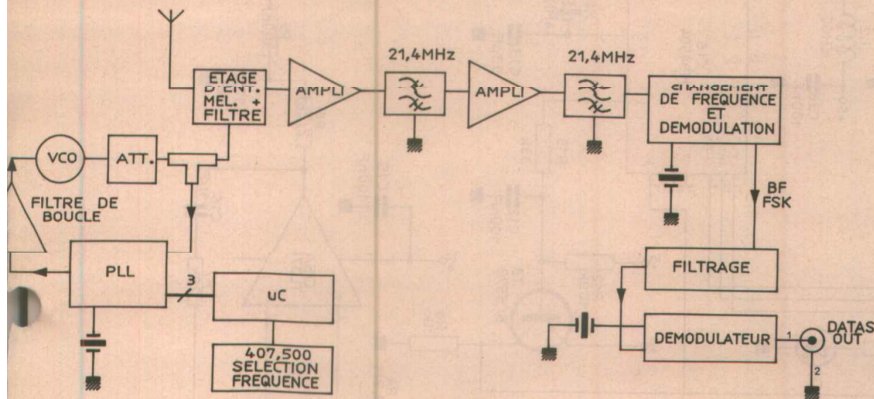 21,4MHz
21,4MHz
ETAGE
D'ENT.
MEL. +
FILTRE
AMPLI
AMPLI
CHANGEMENT
DE FREQUENCE
ET
DEMODULATION
VCO
ATT.
FILTRE DE
BOUCLE
BF
FSK
PLL
3
uC
FILTRAGE
407,500
SELECTION
FREQUENCE
DEMODULATEUR
1
DATAS
OUT
2